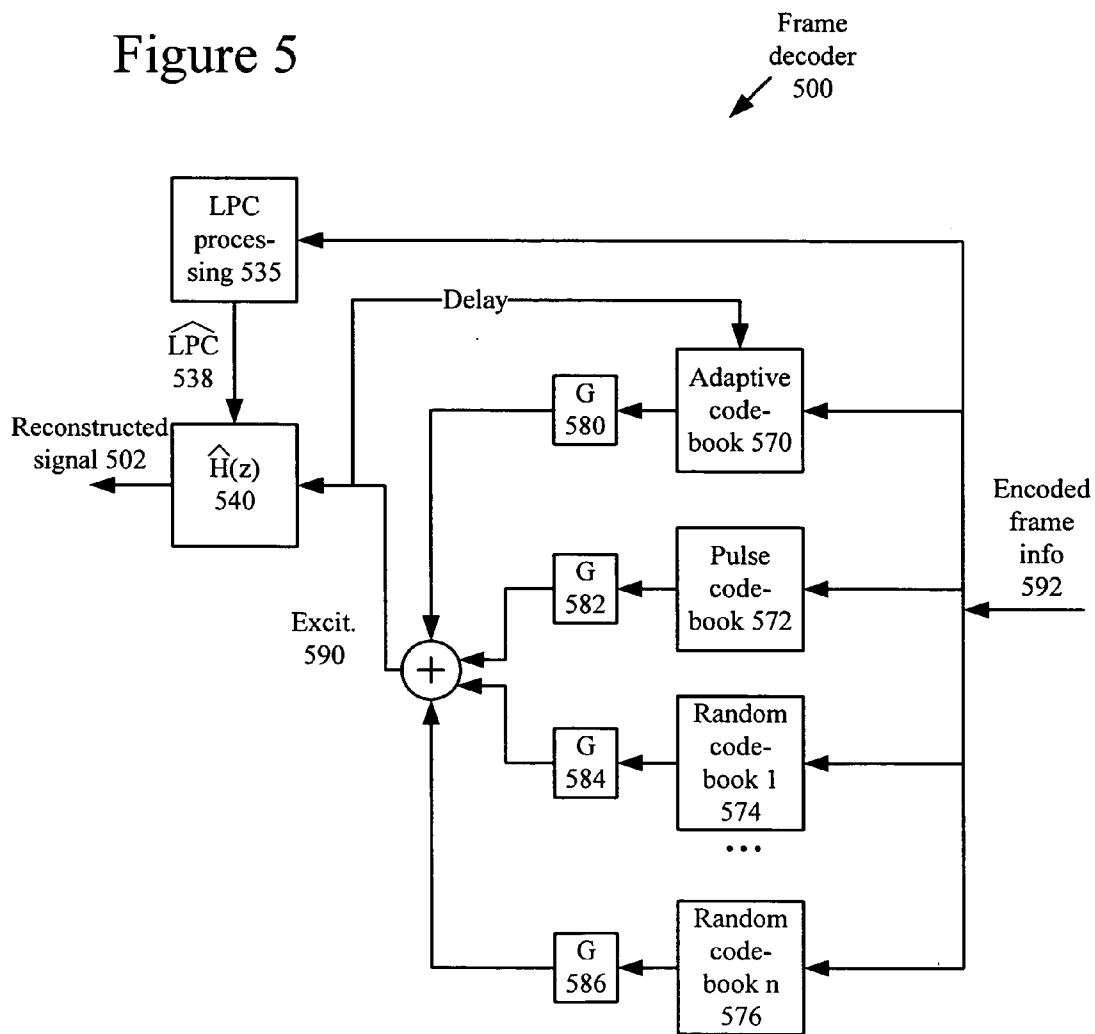 Figure 5
Frame
decoder
500
LPC
proces-
sing 535
Delay
L͡PC
538
Adaptive
code-
book 570
G
580
Reconstructed
signal 502
Ĥ(z)
540
Encoded
frame
info
592
Pulse
code-
book 572
G
582
Excit.
590
+
Random
code-
book 1
574
G
584
...
Random
code-
book n
576
G
586